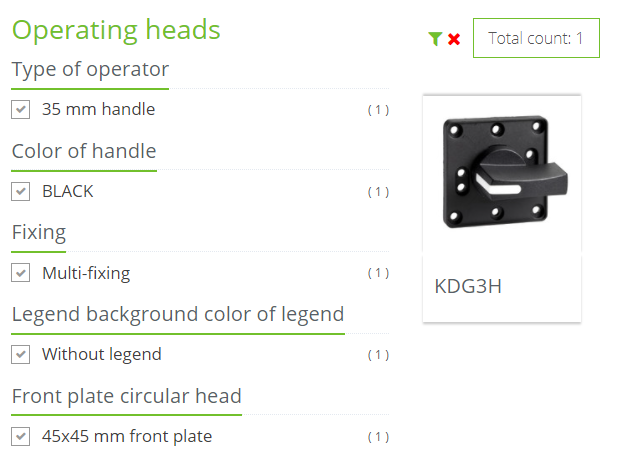 Operating heads
Total count: 1
Type of operator
35 mm handle (1)
Color of handle
BLACK (1)
Fixing
Multi-fixing (1)
Legend background color of legend
Without legend (1)
Front plate circular head
45x45 mm front plate (1)
KDG3H